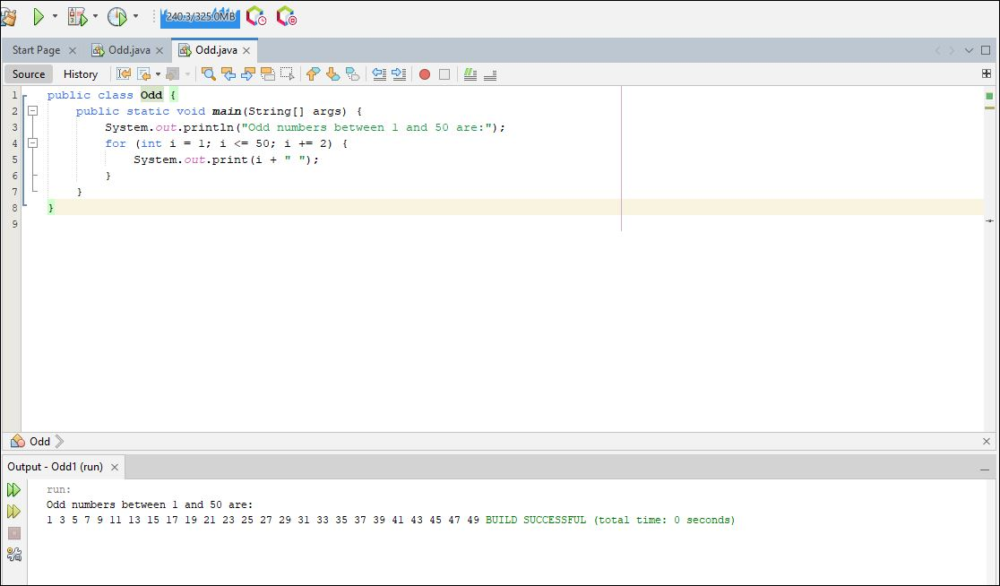 240.3/325.0MB
Start Page Odd.java Odd.java
Source History
1 public class Odd {
2 public static void main(String[] args) {
3 System.out.println("Odd numbers between 1 and 50 are:");
4 for (int i = 1; i <= 50; i += 2) {
5 System.out.print(i + " ");
6 }
7 }
8 }
9
Odd
Output - Odd1 (run)
run:
Odd numbers between 1 and 50 are:
1 3 5 7 9 11 13 15 17 19 21 23 25 27 29 31 33 35 37 39 41 43 45 47 49 BUILD SUCCESSFUL (total time: 0 seconds)